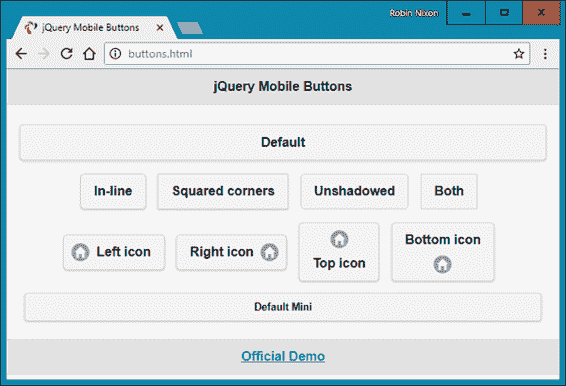 Robin Nixon
jQuery Mobile Buttons
buttons.html
jQuery Mobile Buttons
Default
In-line Squared corners Unshadowed Both
Left icon Right icon Top icon Bottom icon
Default Mini
Official Demo